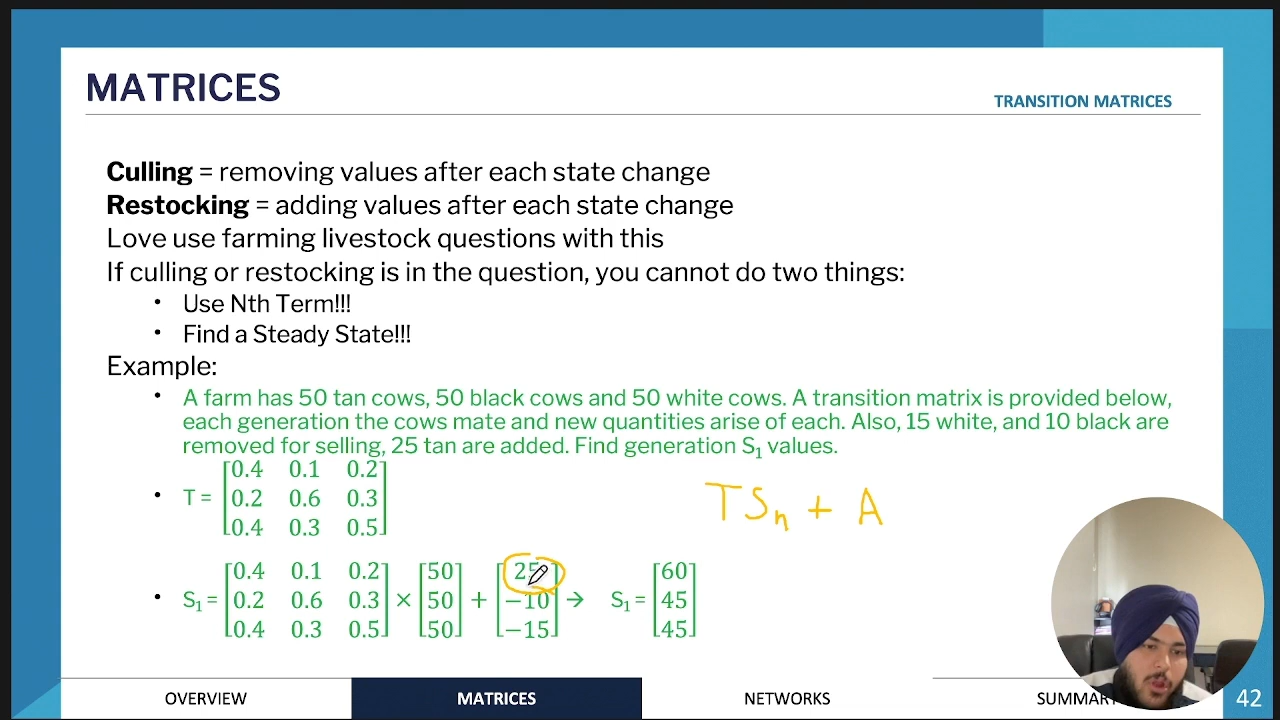 MATRICES
TRANSITION MATRICES
Culling = removing values after each state change
Restocking = adding values after each state change
Love use farming livestock questions with this
If culling or restocking is in the question, you cannot do two things:
• Use Nth Term!!!
• Find a Steady State!!!
Example:
• A farm has 50 tan cows, 50 black cows and 50 white cows. A transition matrix is provided below,
each generation the cows mate and new quantities arise of each. Also, 15 white, and 10 black are
removed for selling, 25 tan are added. Find generation S₁ values.
0.4 0.1 0.2
• T = 0.2 0.6 0.3
0.4 0.3 0.5
TSₙ + A
0.4 0.1 0.2 50 25 60
• S₁ = 0.2 0.6 0.3 × 50 + −10 → S₁ = 45
0.4 0.3 0.5 50 −15 45
OVERVIEW MATRICES NETWORKS SUMMARY 42